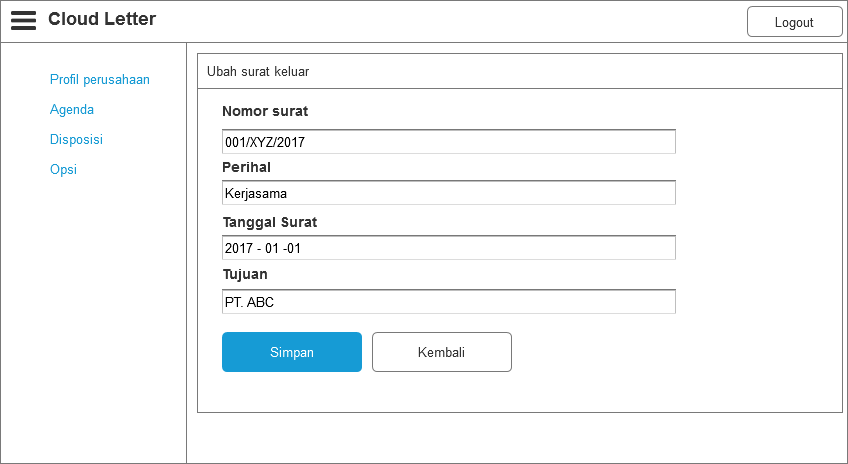 Cloud Letter
Logout
Profil perusahaan
Agenda
Disposisi
Opsi
Ubah surat keluar
Nomor surat
001/XYZ/2017
Perihal
Kerjasama
Tanggal Surat
2017 - 01 -01
Tujuan
PT. ABC
Simpan
Kembali